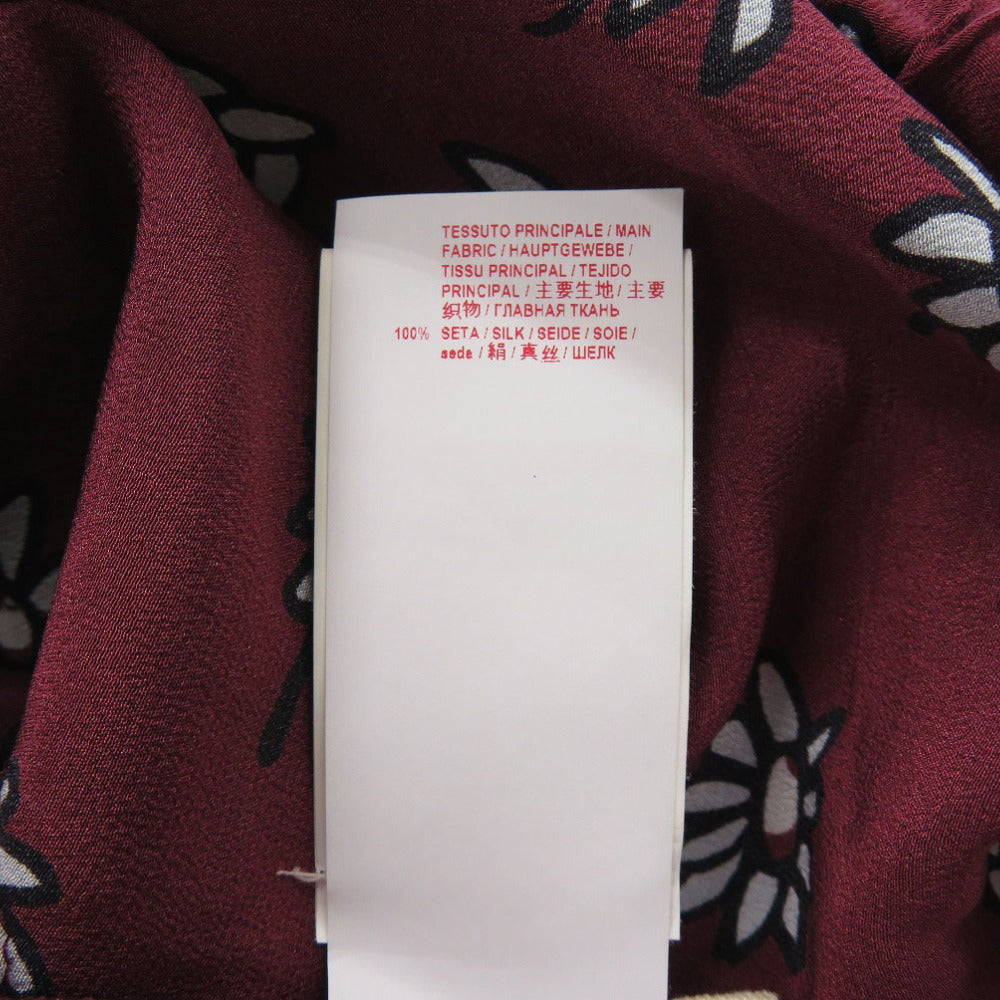 TESSUTO PRINCIPALE / MAIN
FABRIC / HAUPTGEWEBE /
TISSU PRINCIPAL / TEJIDO
PRINCIPAL / 主要生地 / 主要
织物 / ГЛАВНАЯ ТКАНЬ
100% SETA / SILK / SEIDE / SOIE /
seda / 絹 / 真丝 / ШЕЛК